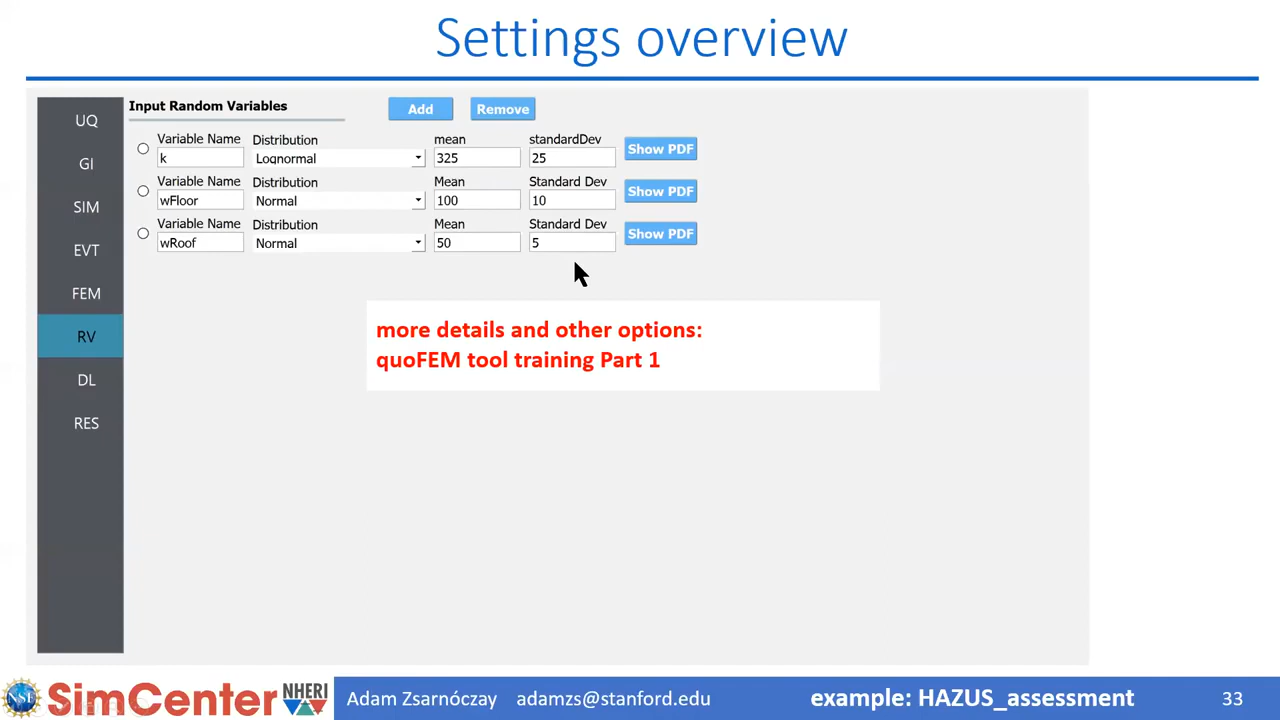 Settings overview
UQ
GI
SIM
EVT
FEM
RV
DL
RES
Input Random Variables
Add
Remove
Variable Name Distribution mean standardDev
k Lognormal 325 25 Show PDF
Variable Name Distribution Mean Standard Dev
wFloor Normal 100 10 Show PDF
Variable Name Distribution Mean Standard Dev
wRoof Normal 50 5 Show PDF
more details and other options:
quoFEM tool training Part 1
NSF SimCenter NHERI Adam Zsarnóczay adamzs@stanford.edu example: HAZUS_assessment 33